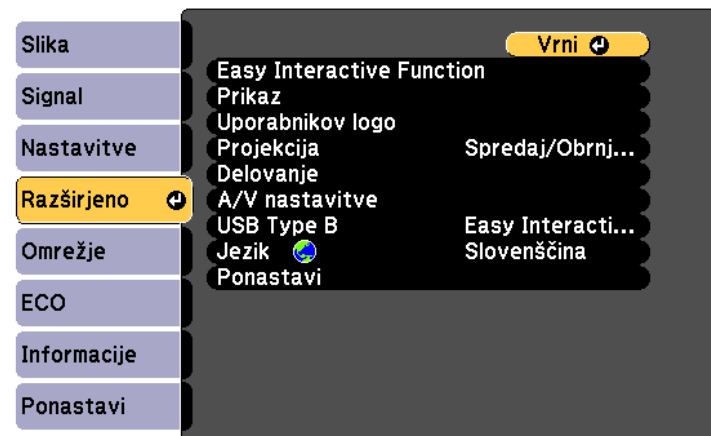 Slika
Signal
Nastavitve
Razširjeno
Omrežje
ECO
Informacije
Ponastavi
Vrni
Easy Interactive Function
Prikaz
Uporabnikov logo
Projekcija Spredaj/Obrnj...
Delovanje
A/V nastavitve
USB Type B Easy Interacti...
Jezik Slovenščina
Ponastavi